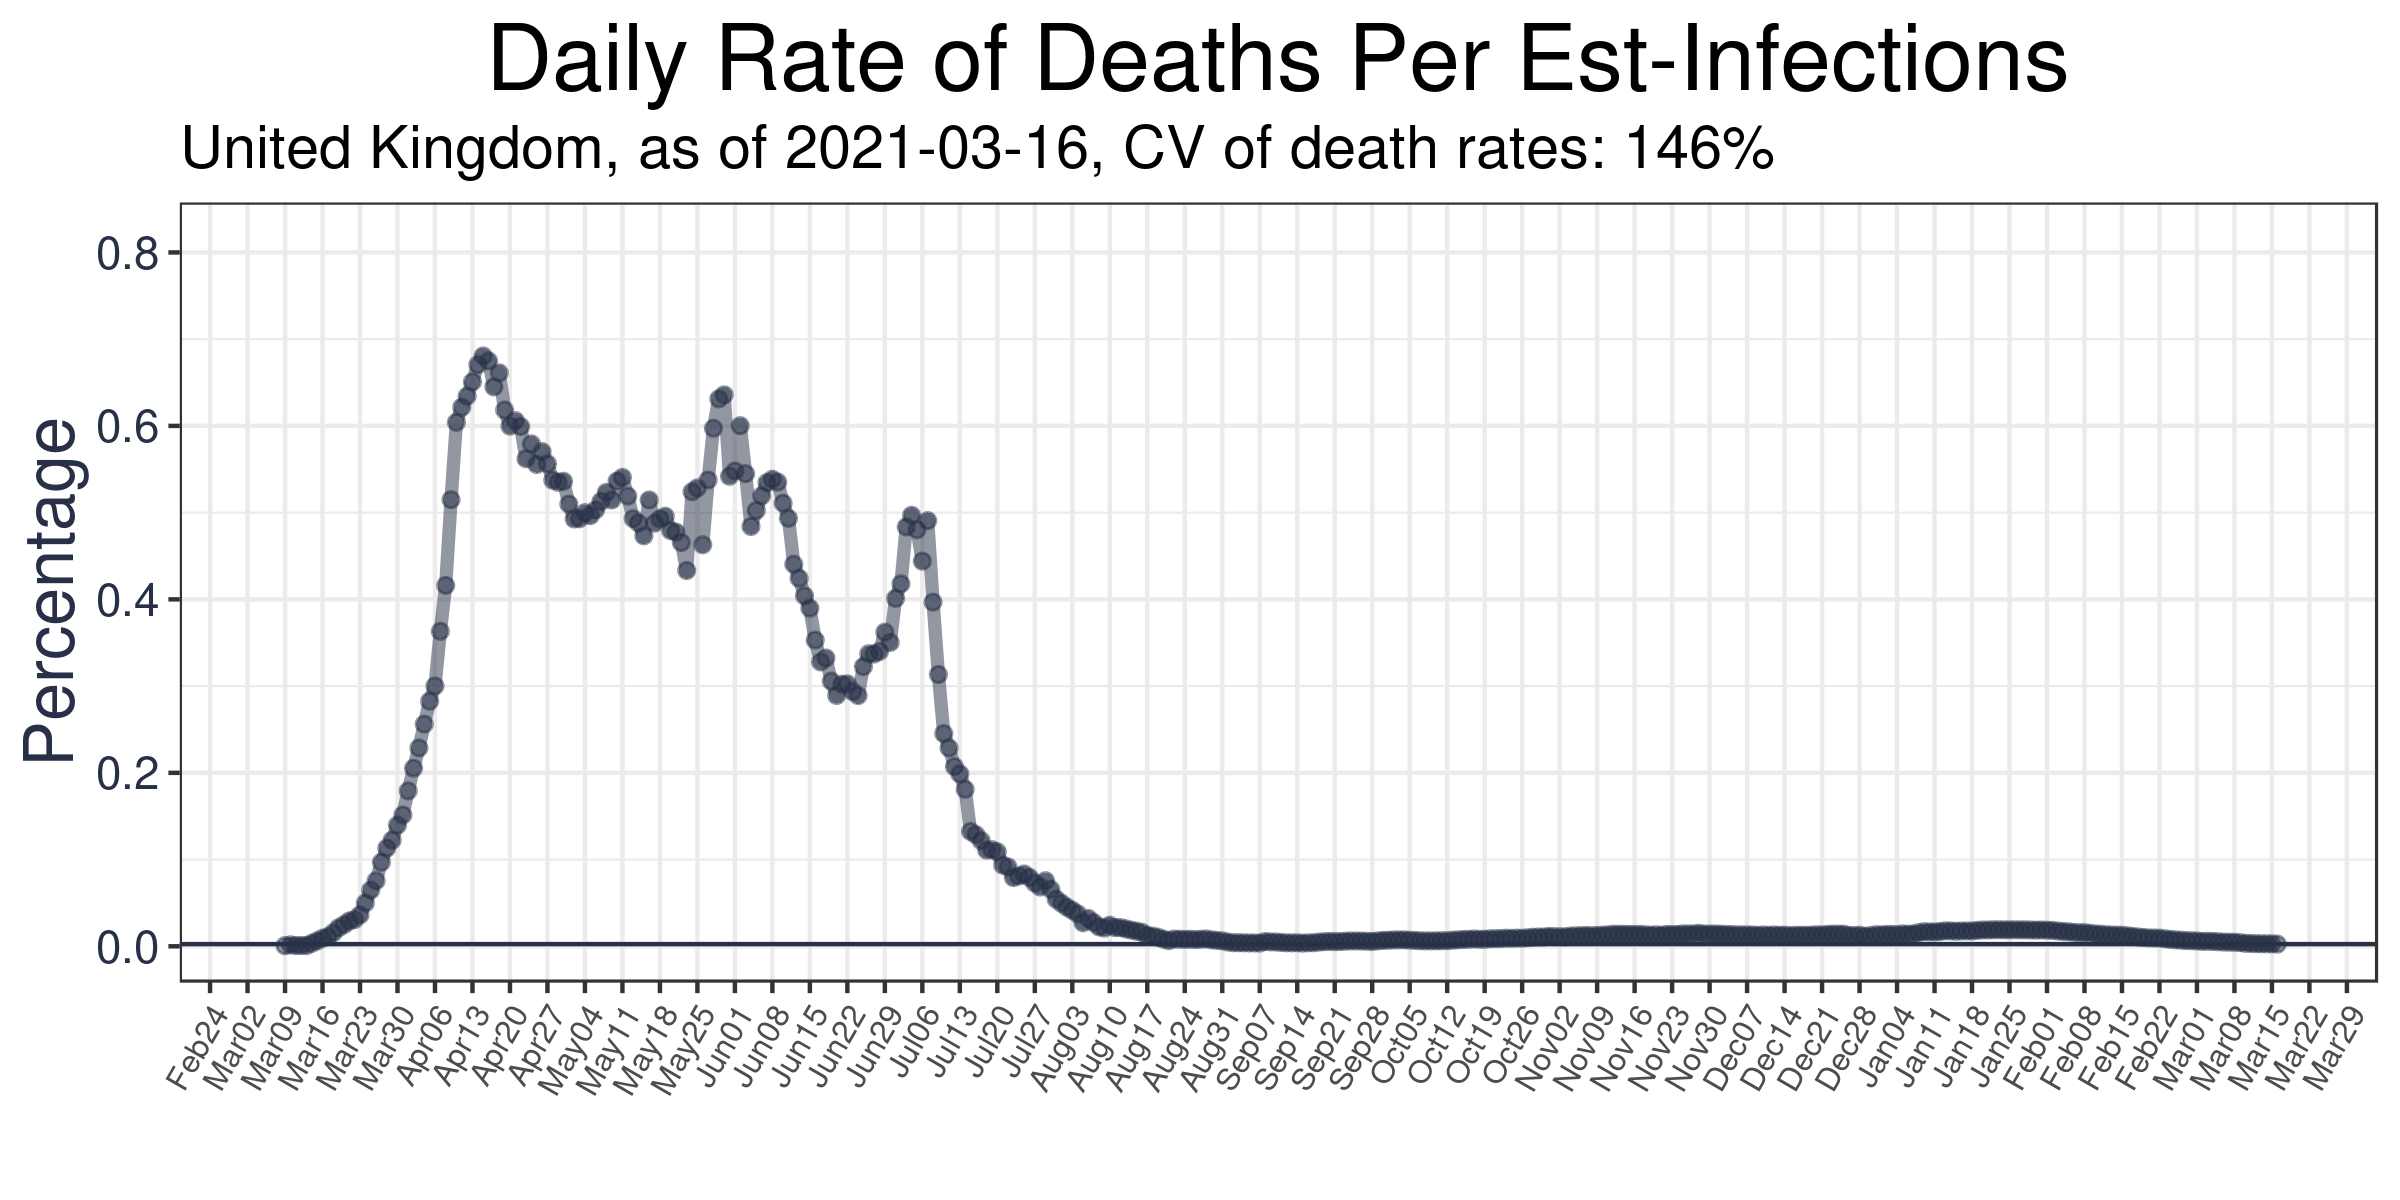 Daily Rate of Deaths Per Est-Infections
United Kingdom, as of 2021-03-16, CV of death rates: 146%
Percentage
0.8
0.6
0.4
0.2
0.0
Feb24 Mar02 Mar09 Mar16 Mar23 Mar30 Apr06 Apr13 Apr20 Apr27 May04 May11 May18 May25 Jun01 Jun08 Jun15 Jun22 Jun29 Jul06 Jul13 Jul20 Jul27 Aug03 Aug10 Aug17 Aug24 Aug31 Sep07 Sep14 Sep21 Sep28 Oct05 Oct12 Oct19 Oct26 Nov02 Nov09 Nov16 Nov23 Nov30 Dec07 Dec14 Dec21 Dec28 Jan04 Jan11 Jan18 Jan25 Feb01 Feb08 Feb15 Feb22 Mar01 Mar08 Mar15 Mar22 Mar29